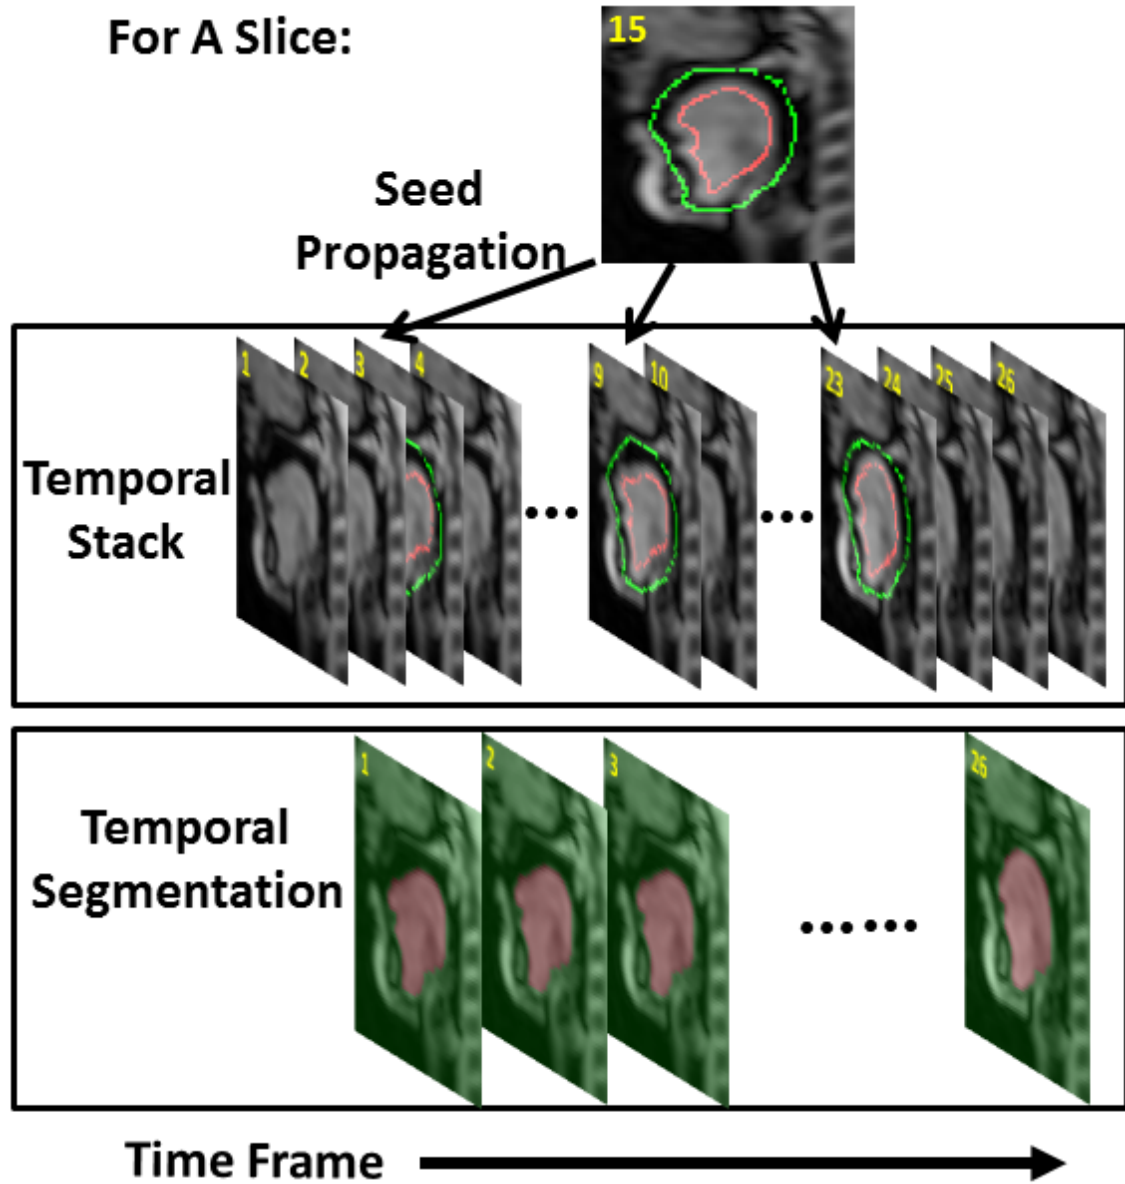 For A Slice:
15
Seed
Propagation
1 2 3 4 9 10 23 24 25 26
Temporal
Stack
••• •••
1 2 3 26
Temporal
Segmentation
••••••
Time Frame